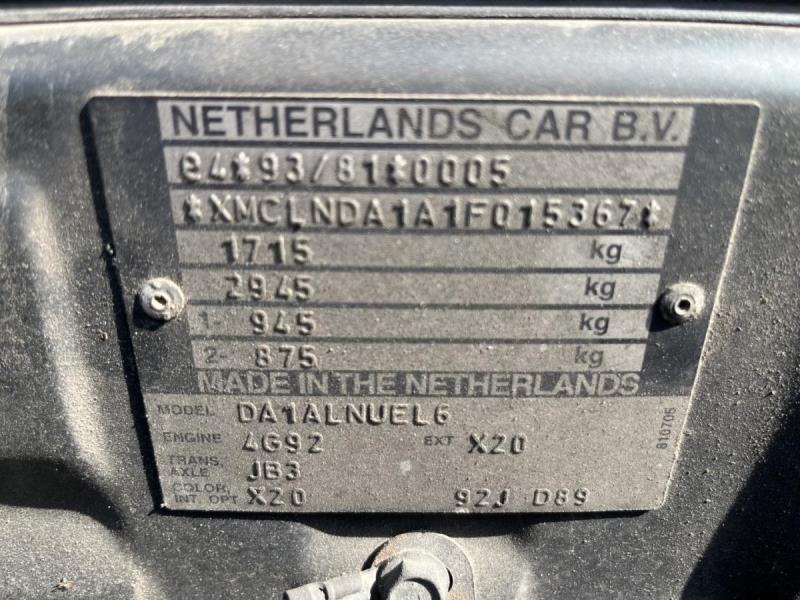 NETHERLANDS CAR B.V.
e4*93/81*0005
*XMCLNDA1A1F015367*
1715 kg
2945 kg
1- 945 kg
2- 875 kg
MADE IN THE NETHERLANDS
MODEL DA1ALNUEL6
ENGINE 4G92 EXT X20
TRANS, AXLE JB3
COLOR, INT. OPT X20 92J D89
810705